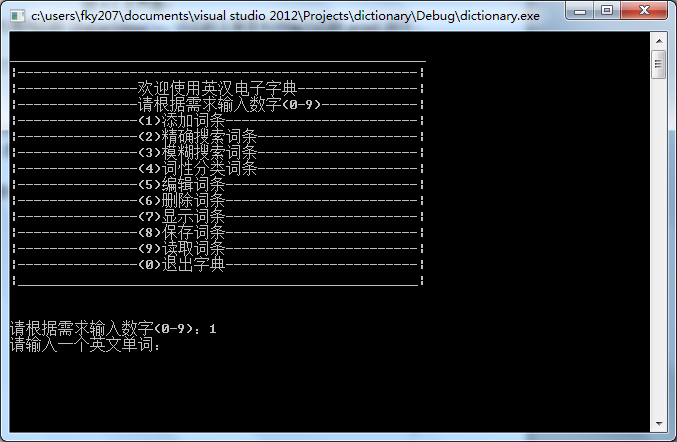 c:\users\fky207\documents\visual studio 2012\Projects\dictionary\Debug\dictionary.exe
欢迎使用英汉电子字典
请根据需求输入数字(0-9)
(1)添加词条
(2)精确搜索词条
(3)模糊搜索词条
(4)词性分类词条
(5)编辑词条
(6)删除词条
(7)显示词条
(8)保存词条
(9)读取词条
(0)退出字典
请根据需求输入数字(0-9): 1
请输入一个英文单词: